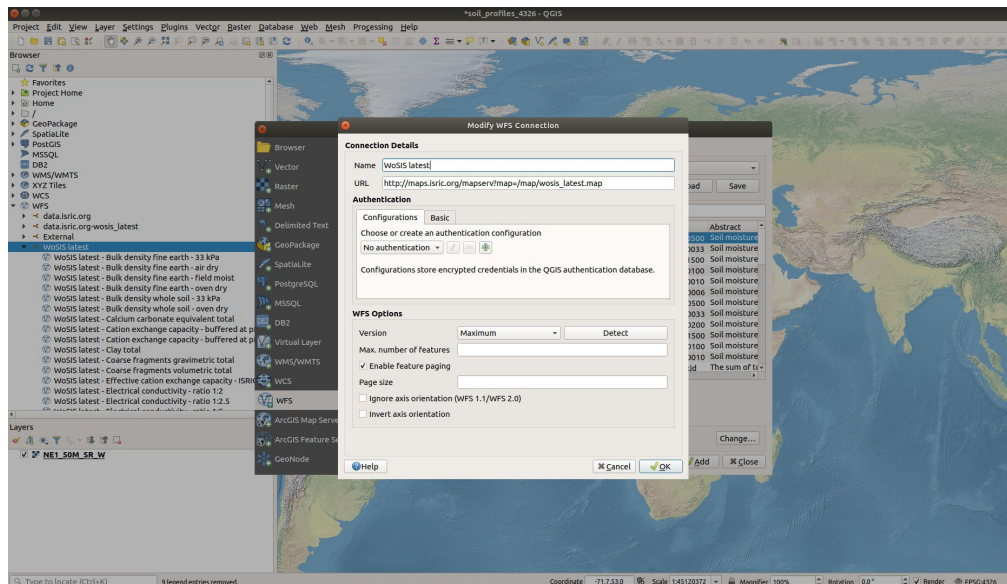 *soil_profiles_4326 - QGIS
Project Edit View Layer Settings Plugins Vector Raster Database Web Mesh Processing Help
Browser
Favorites
Project Home
Home
/
GeoPackage
SpatiaLite
PostGIS
MSSQL
DB2
WMS/WMTS
XYZ Tiles
WCS
WFS
data.isric.org
data.isric.org-wosis_latest
External
WoSIS latest
WoSIS latest - Bulk density fine earth - 33 kPa
WoSIS latest - Bulk density fine earth - air dry
WoSIS latest - Bulk density fine earth - field moist
WoSIS latest - Bulk density fine earth - oven dry
WoSIS latest - Bulk density whole soil - 33 kPa
WoSIS latest - Bulk density whole soil - oven dry
WoSIS latest - Calcium carbonate equivalent total
WoSIS latest - Cation exchange capacity - buffered at p
WoSIS latest - Cation exchange capacity - buffered at p
WoSIS latest - Clay total
WoSIS latest - Coarse fragments gravimetric total
WoSIS latest - Coarse fragments volumetric total
WoSIS latest - Effective cation exchange capacity - ISRI
WoSIS latest - Electrical conductivity - ratio 1:2
WoSIS latest - Electrical conductivity - ratio 1:2.5
Layers
NE1_50M_SR_W
Browser
Vector
Raster
Mesh
Delimited Text
GeoPackage
SpatiaLite
PostgreSQL
MSSQL
DB2
Virtual Layer
WMS/WMTS
WCS
WFS
ArcGIS Map Serve
ArcGIS Feature Se
GeoNode
Modify WFS Connection
Connection Details
Name WoSIS latest
URL http://maps.isric.org/mapserv?map=/map/wosis_latest.map
Authentication
Configurations Basic
Choose or create an authentication configuration
No authentication
Configurations store encrypted credentials in the QGIS authentication database.
WFS Options
Version Maximum Detect
Max. number of features
Enable feature paging
Page size
Ignore axis orientation (WFS 1.1/WFS 2.0)
Invert axis orientation
Help Cancel OK
oad Save
Abstract
0500 Soil moisture
0033 Soil moisture
1500 Soil moisture
0100 Soil moisture
0010 Soil moisture
0006 Soil moisture
0500 Soil moisture
0033 Soil moisture
0200 Soil moisture
1500 Soil moisture
0100 Soil moisture
0010 Soil moisture
The sum of t
Change...
Add Close
Type to locate (Ctrl+K) 9 legend entries removed. Coordinate -71.7,53.0 Scale 1:45120372 Magnifier 100% Rotation 0.0 ° Render EPSG:4326